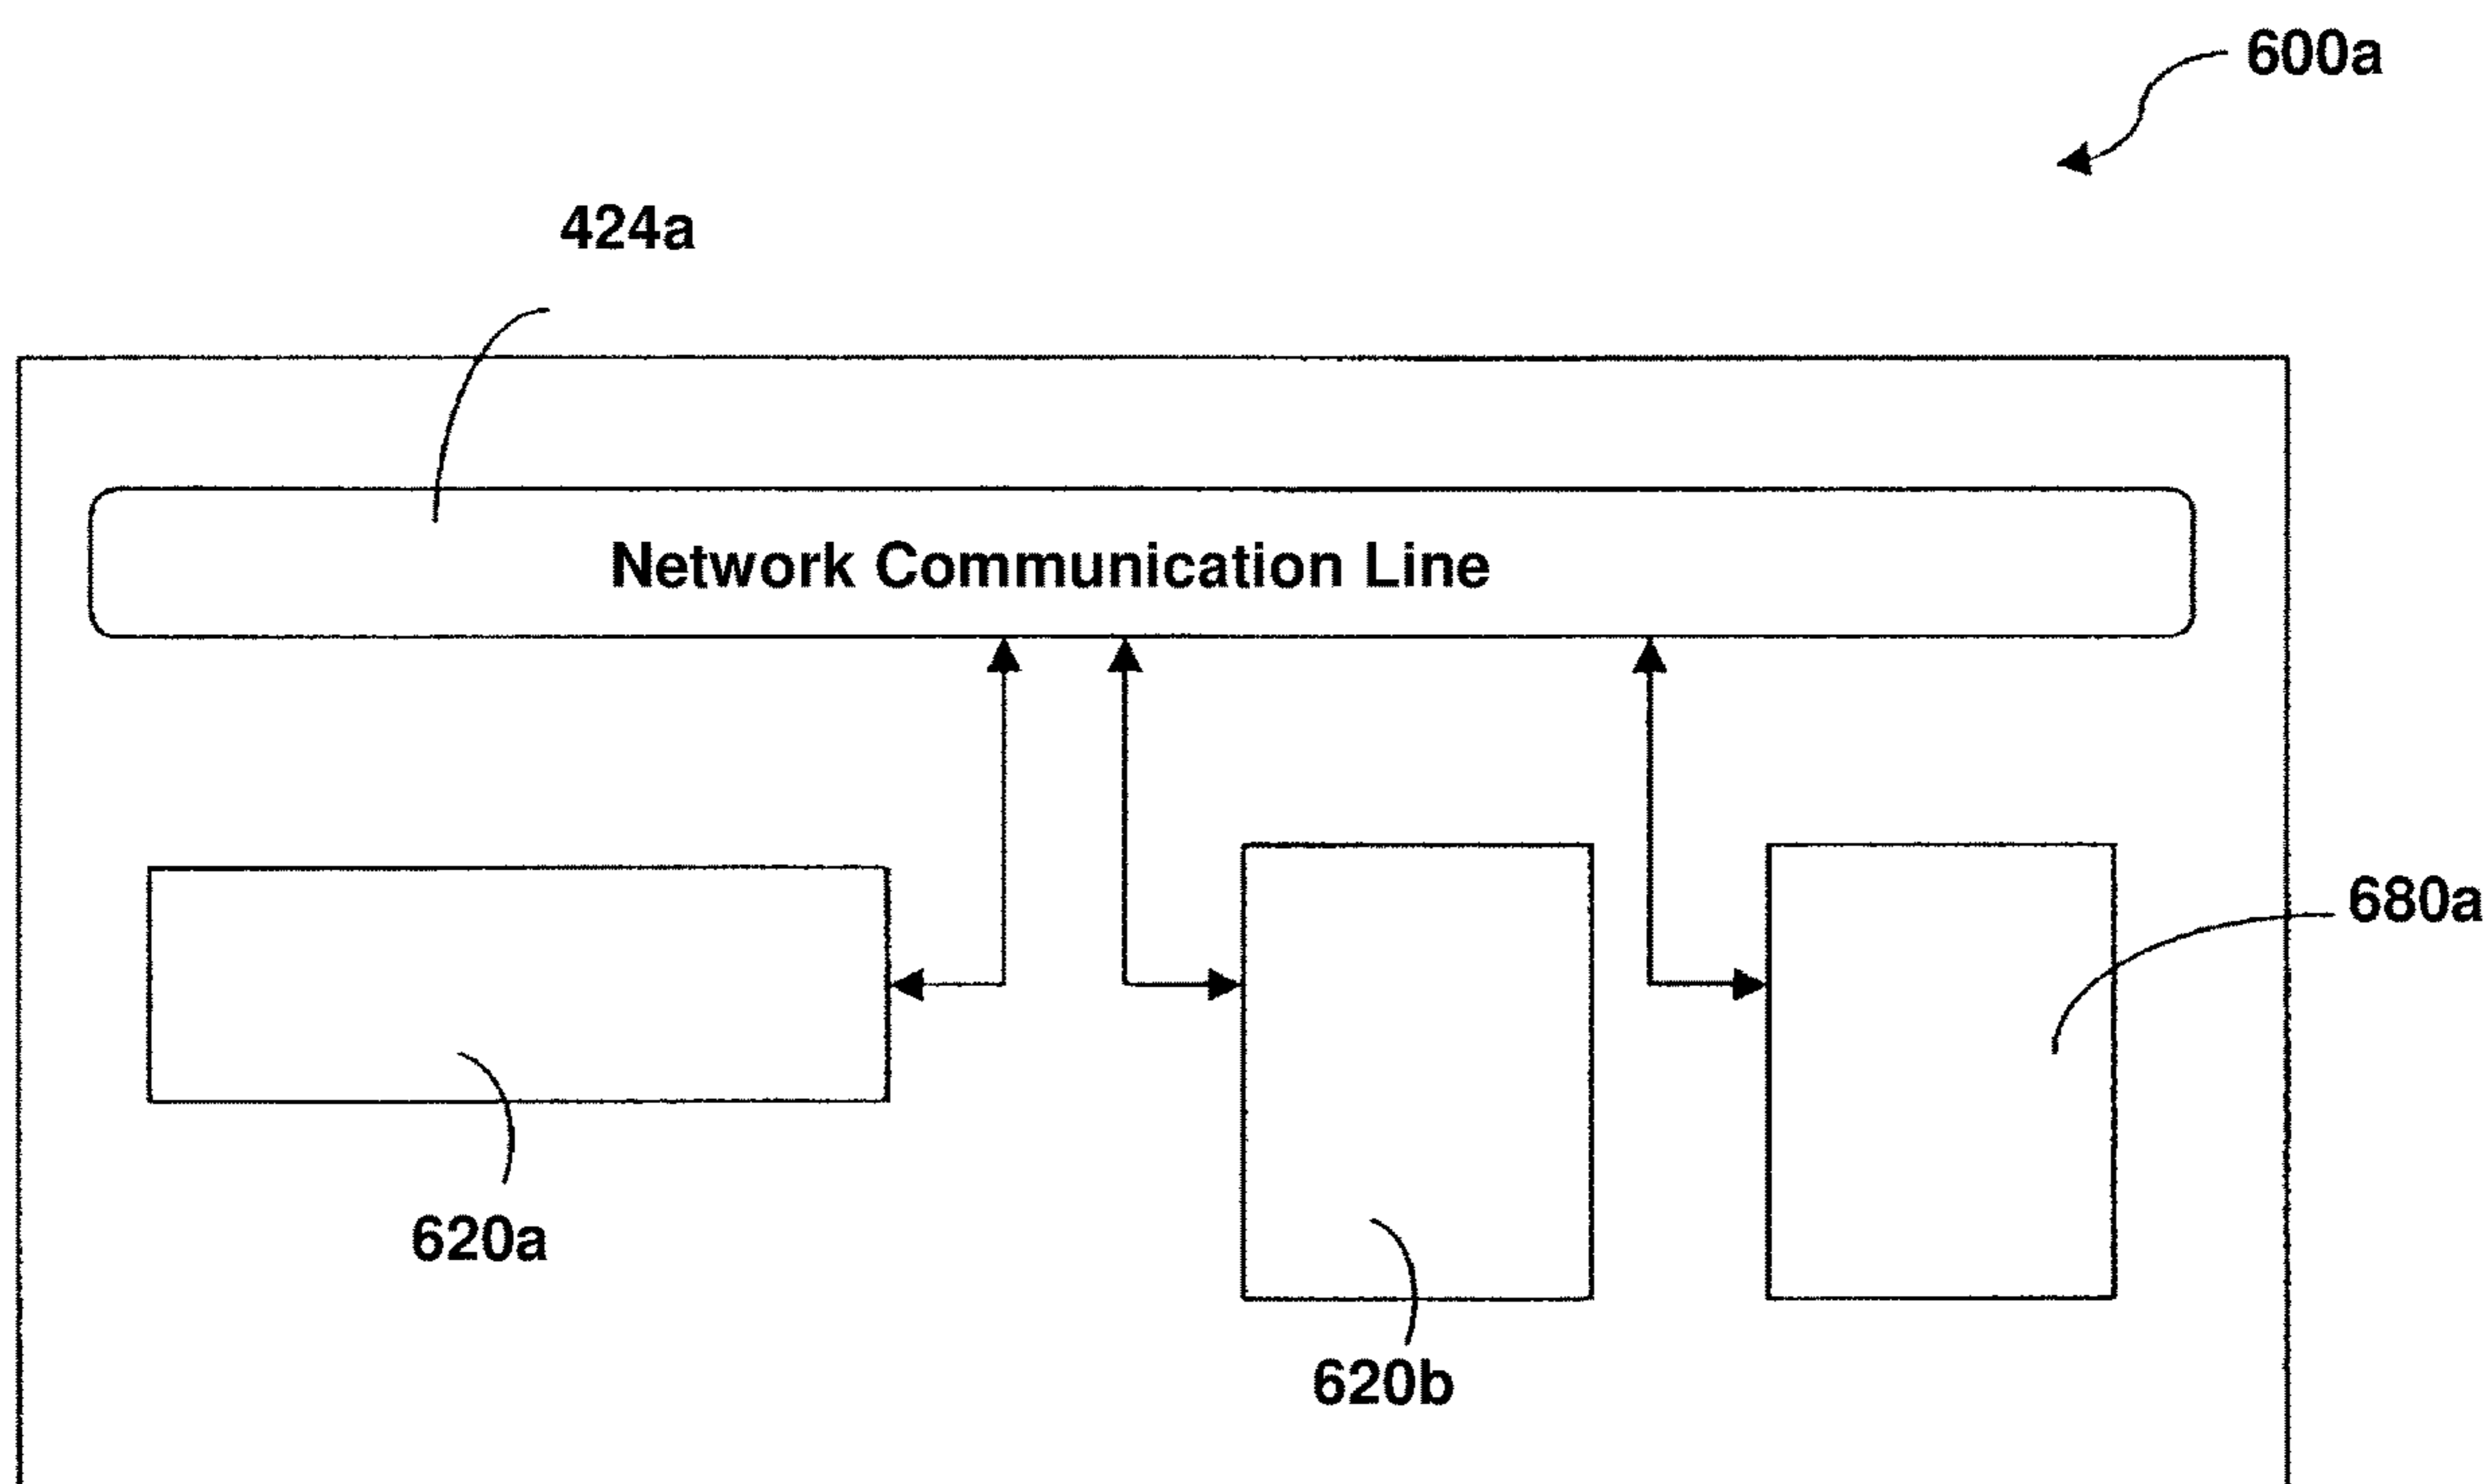 600a
424a
Network Communication Line
680a
620a
620b